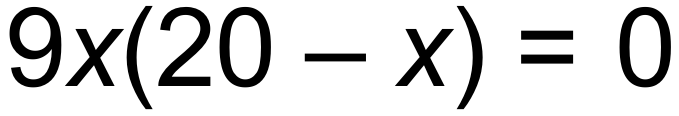 9x(20 – x) = 0